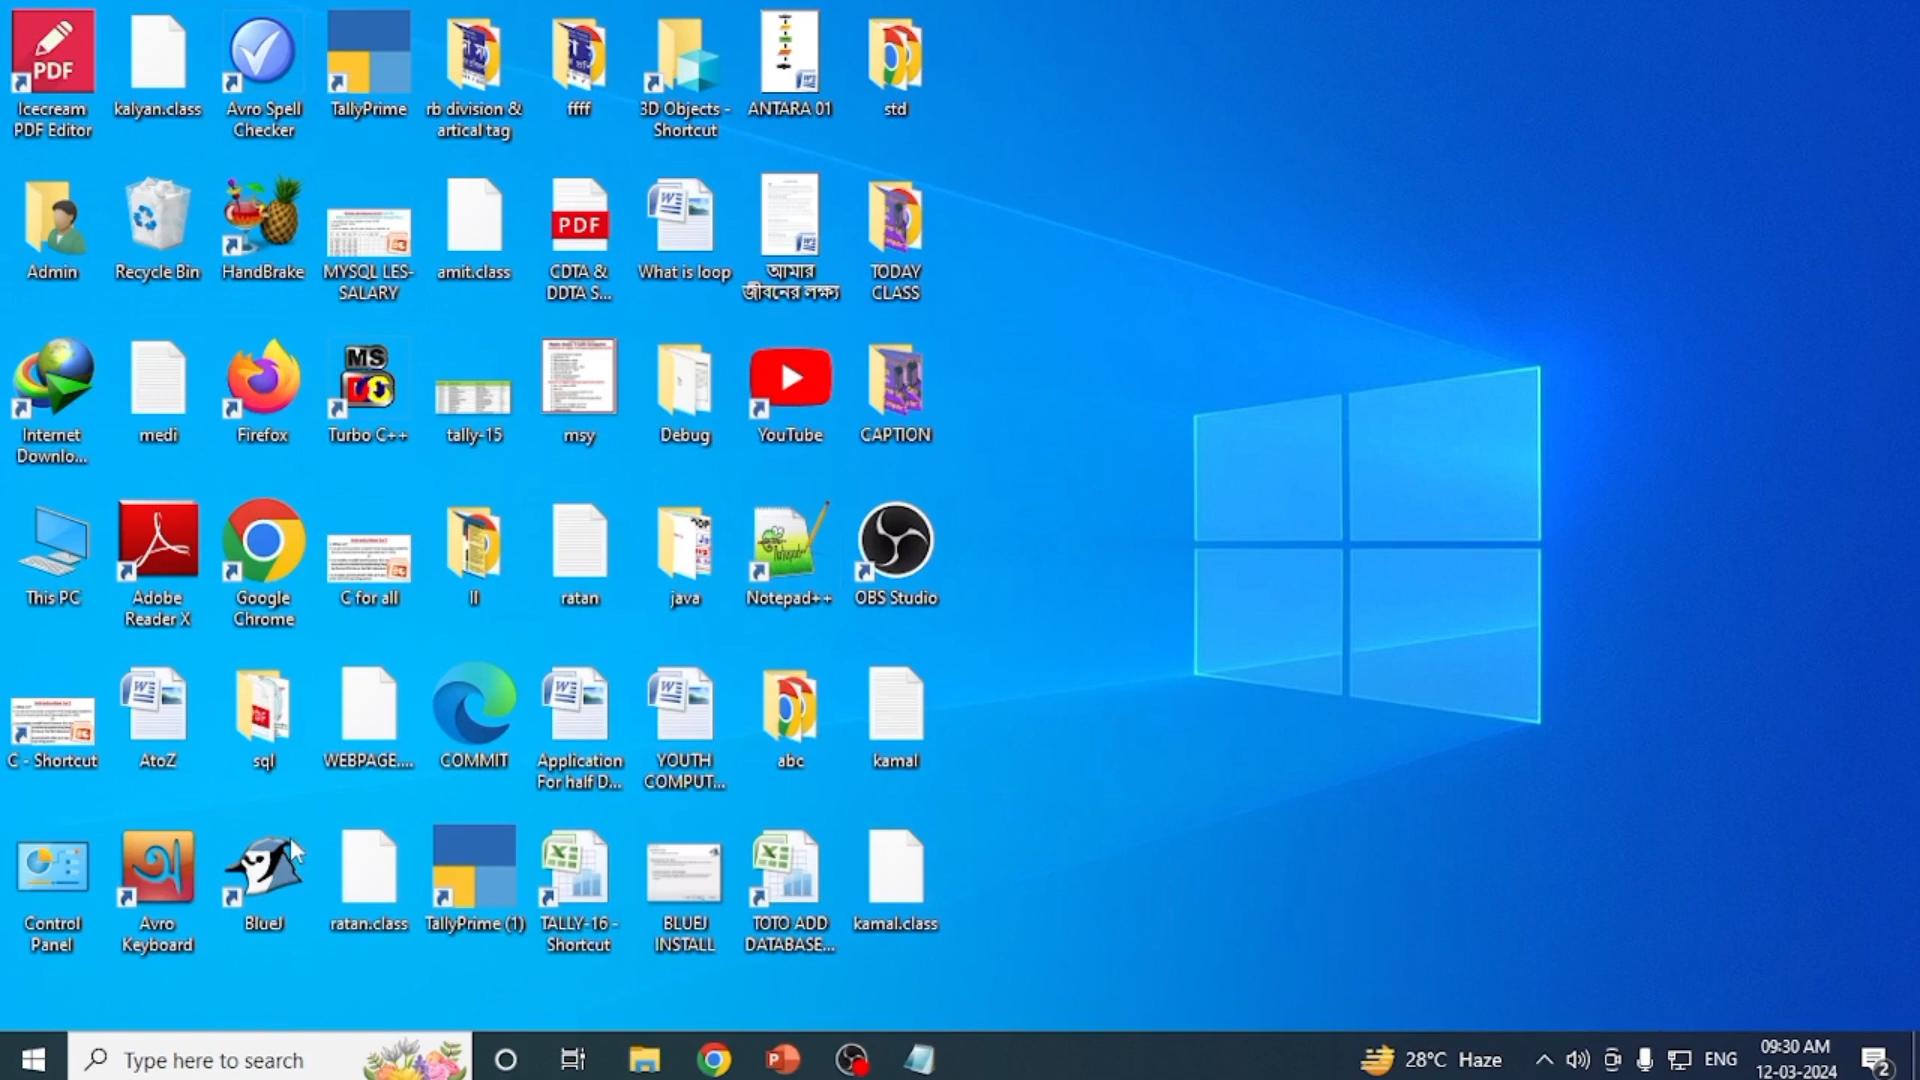 Icecream
PDF Editor
kalyan.class
Avro Spell
Checker
TallyPrime
rb division &
artical tag
ffff
3D Objects -
Shortcut
ANTARA 01
std
PDF
Admin
Recycle Bin
HandBrake
MYSQL LES-
SALARY
amit.class
PDF
CDTA &
DDTA S...
What is loop
আমার
জীবনের লক্ষ্য
TODAY
CLASS
Internet
Downlo...
medi
Firefox
MS
Turbo C++
tally-15
msy
Debug
YouTube
CAPTION
This PC
Adobe
Reader X
Google
Chrome
C for all
ll
ratan
java
Notepad++
OBS Studio
C - Shortcut
AtoZ
sql
WEBPAGE....
COMMIT
Application
For half D...
YOUTH
COMPUT...
abc
kamal
Control
Panel
অ
Avro
Keyboard
BlueJ
ratan.class
TallyPrime (1)
TALLY-16 -
Shortcut
BLUEJ
INSTALL
TOTO ADD
DATABASE...
kamal.class
Type here to search
28°C Haze
ENG
09:30 AM
12-03-2024
2